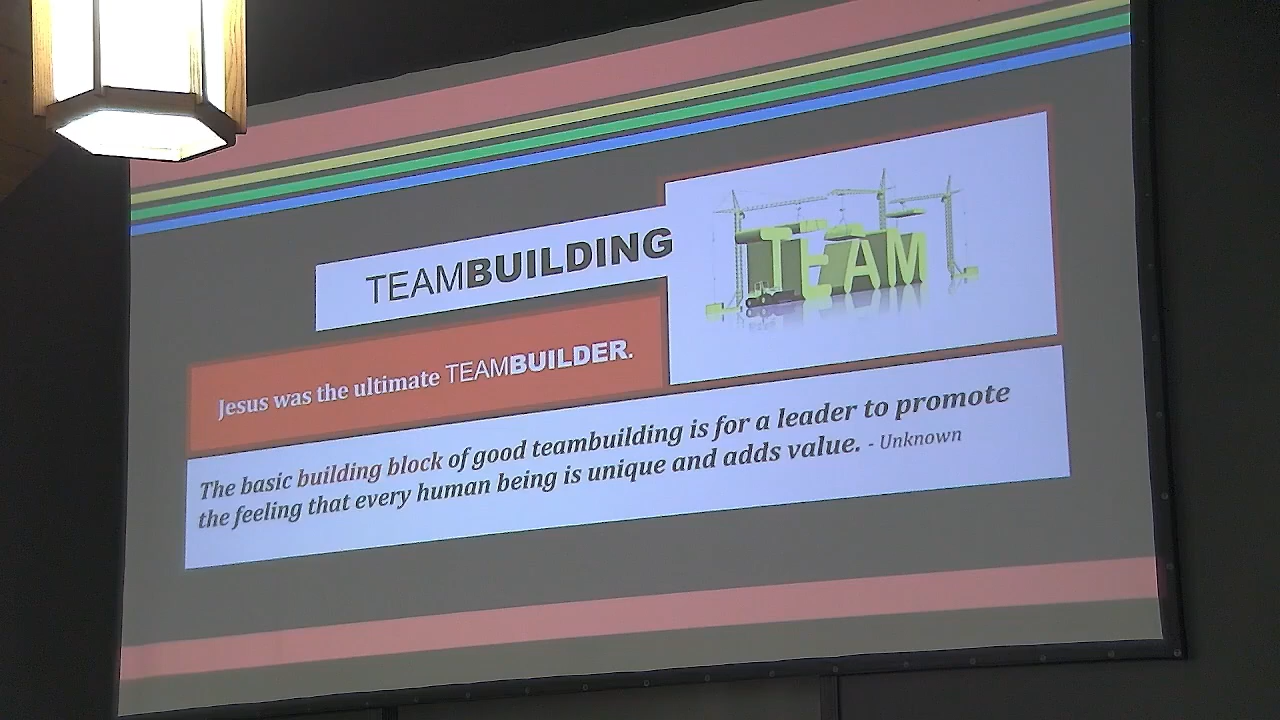 TEAMBUILDING
TEAM
Jesus was the ultimate TEAMBUILDER.
The basic building block of good teambuilding is for a leader to promote
the feeling that every human being is unique and adds value. - Unknown